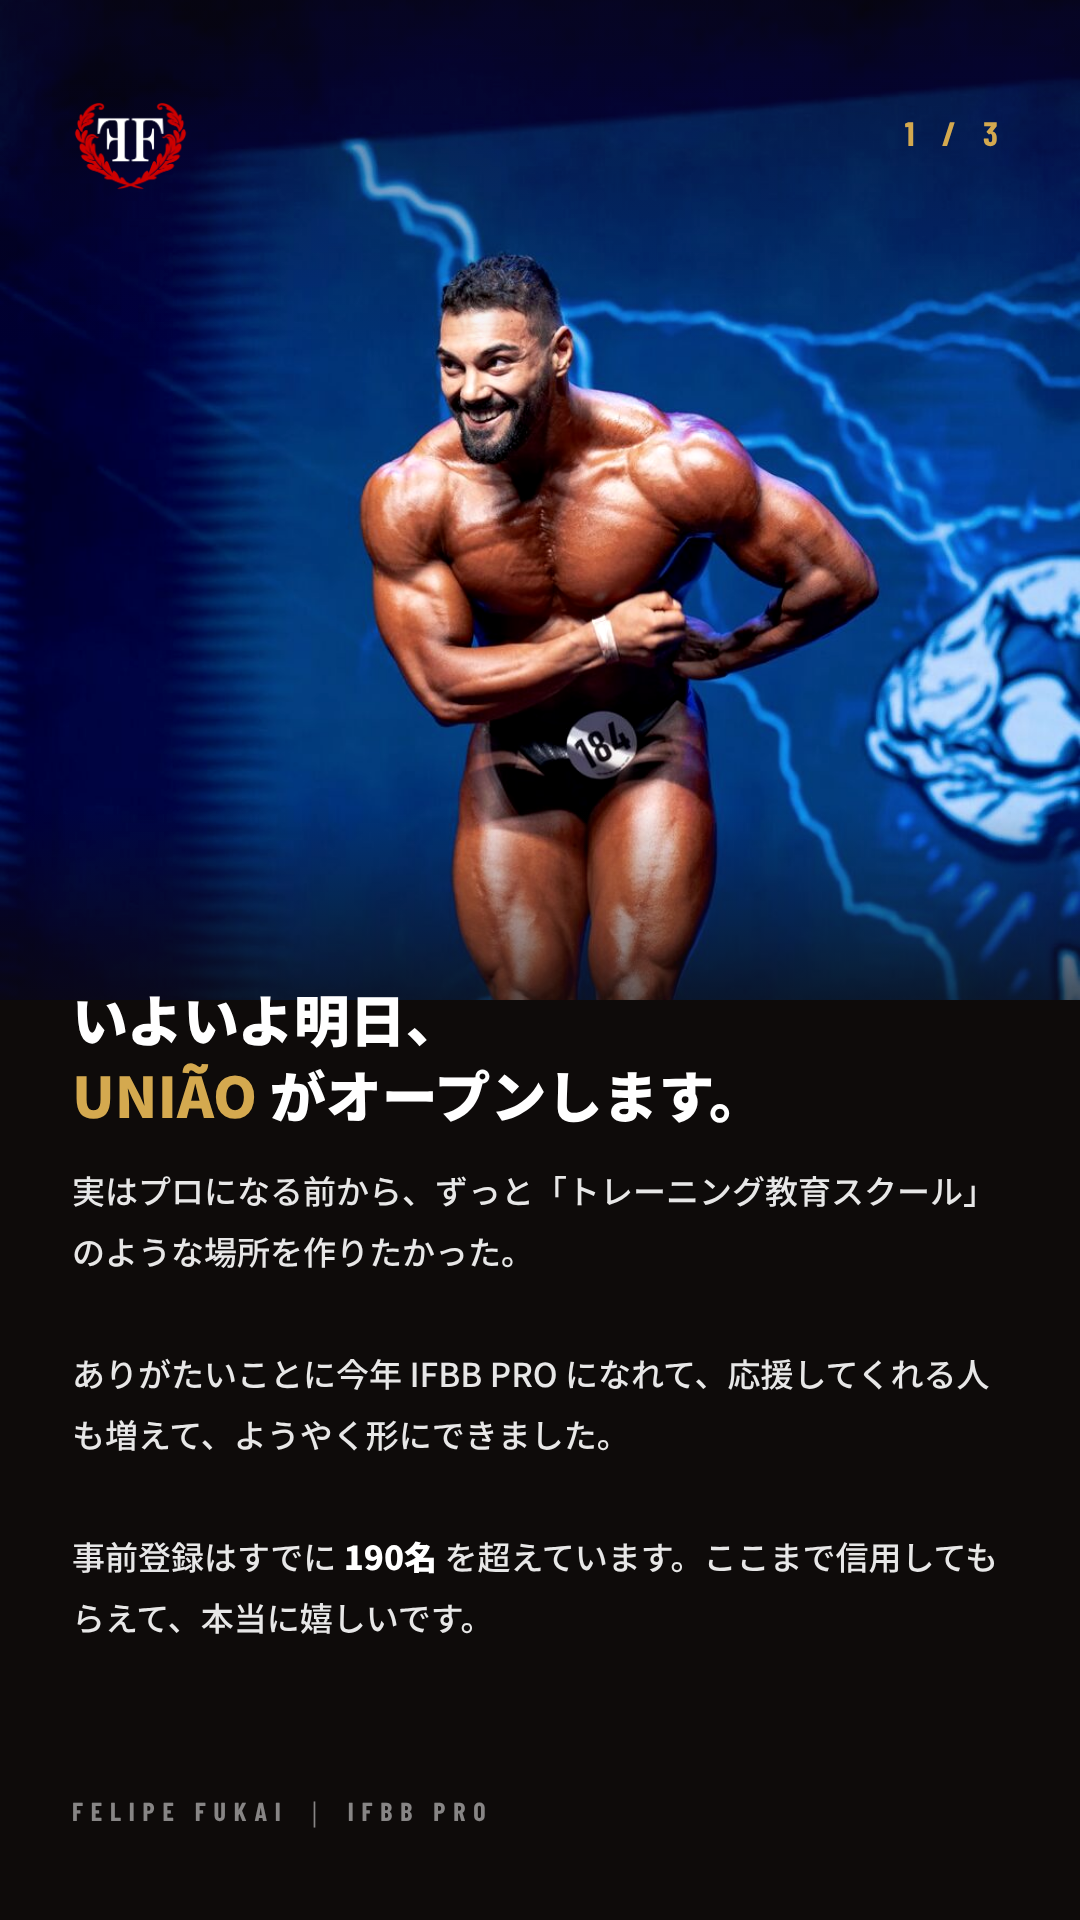 FF
1 / 3
184
いよいよ明日、
UNIÃO がオープンします。
実はプロになる前から、ずっと「トレーニング教育スクール」
のような場所を作りたかった。
ありがたいことに今年 IFBB PRO になれて、応援してくれる人
も増えて、ようやく形にできました。
事前登録はすでに 190名 を超えています。ここまで信用しても
らえて、本当に嬉しいです。
FELIPE FUKAI | IFBB PRO